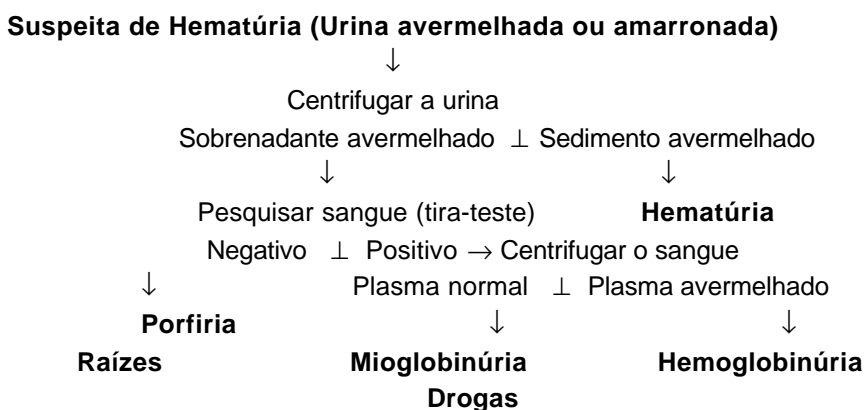 Suspeita de Hematúria (Urina avermelhada ou amarronada)
↓
Centrifugar a urina
Sobrenadante avermelhado ⊥ Sedimento avermelhado
↓ ↓
Pesquisar sangue (tira-teste) Hematúria
Negativo ⊥ Positivo → Centrifugar o sangue
↓ Plasma normal ⊥ Plasma avermelhado
Porfiria ↓ ↓
Raízes Mioglobinúria Hemoglobinúria
Drogas